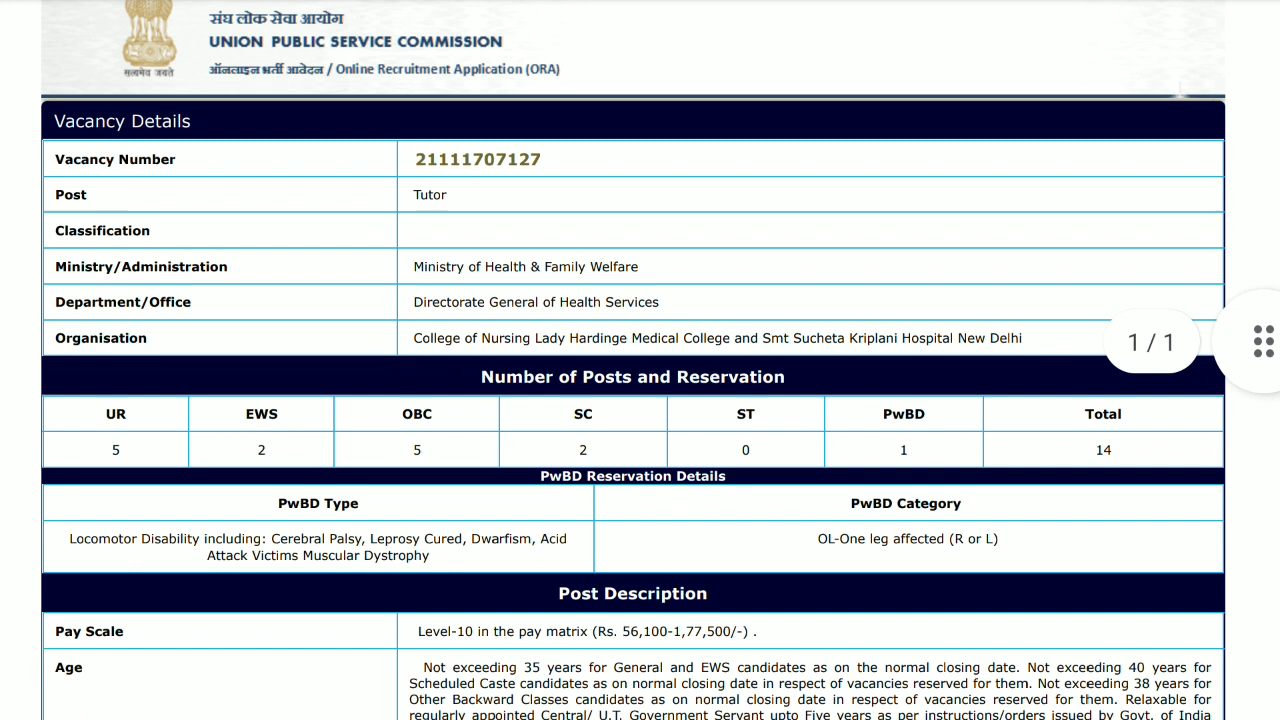 संघ लोक सेवा आयोग
UNION PUBLIC SERVICE COMMISSION
सत्यमेव जयते
ऑनलाइन भर्ती आवेदन / Online Recruitment Application (ORA)
Vacancy Details
Vacancy Number 21111707127
Post Tutor
Classification
Ministry/Administration Ministry of Health & Family Welfare
Department/Office Directorate General of Health Services
Organisation College of Nursing Lady Hardinge Medical College and Smt Sucheta Kriplani Hospital New Delhi
1 / 1
Number of Posts and Reservation
UR EWS OBC SC ST PwBD Total
5 2 5 2 0 1 14
PwBD Reservation Details
PwBD Type PwBD Category
Locomotor Disability including: Cerebral Palsy, Leprosy Cured, Dwarfism, Acid OL-One leg affected (R or L)
Attack Victims Muscular Dystrophy
Post Description
Pay Scale Level-10 in the pay matrix (Rs. 56,100-1,77,500/-) .
Age Not exceeding 35 years for General and EWS candidates as on the normal closing date. Not exceeding 40 years for
Scheduled Caste candidates as on normal closing date in respect of vacancies reserved for them. Not exceeding 38 years for
Other Backward Classes candidates as on normal closing date in respect of vacancies reserved for them. Relaxable for
regularly appointed Central/ U.T. Government Servant upto Five years as per instructions/orders issued by Govt. of India